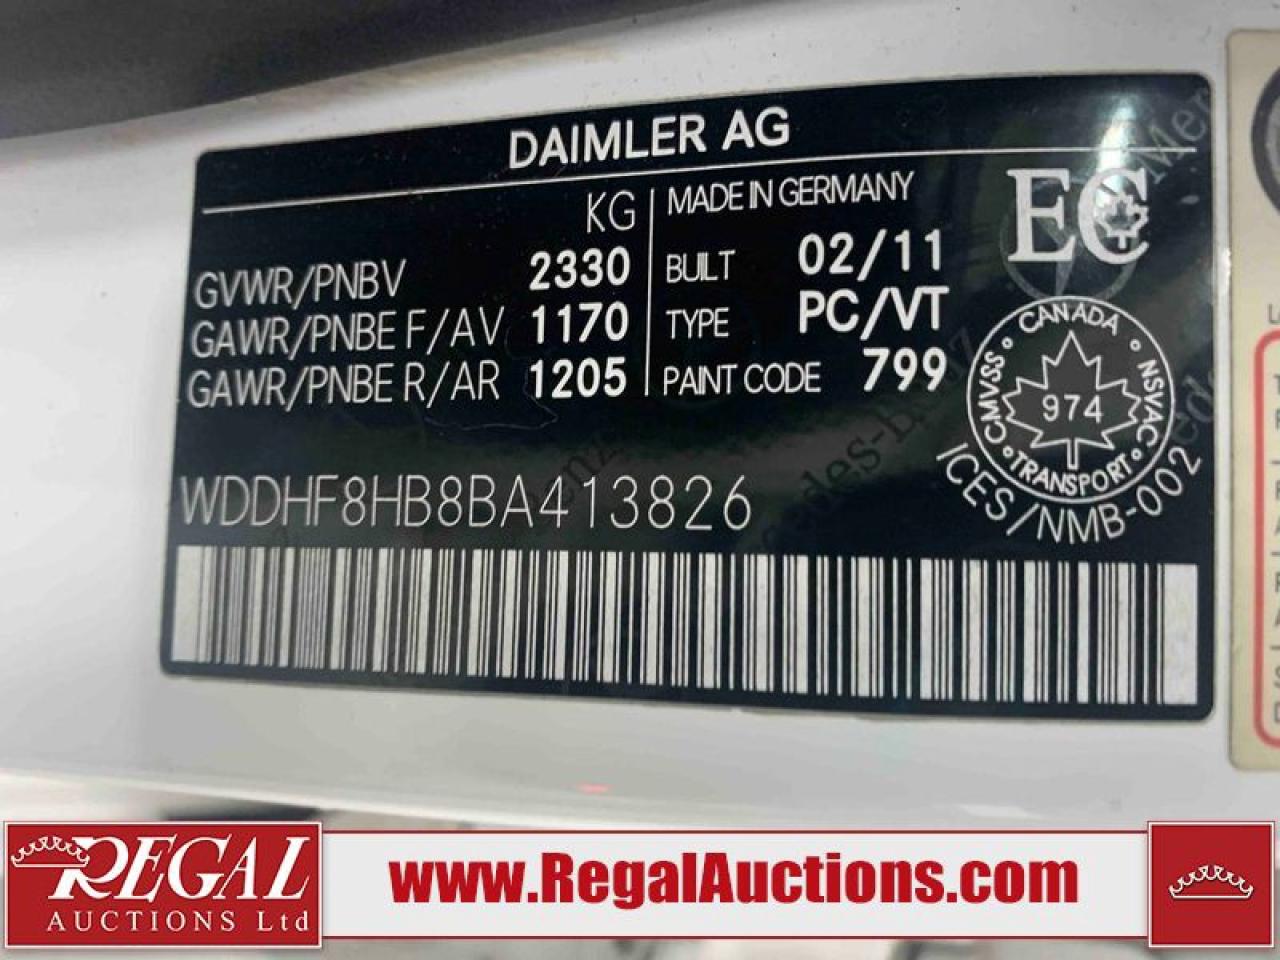 DAIMLER AG
KG
GVWR/PNBV 2330
GAWR/PNBE F/AV 1170
GAWR/PNBE R/AR 1205
MADE IN GERMANY
BUILT 02/11
TYPE PC/VT
PAINT CODE 799
EC
CANADA
CMVSS
NSVAC
974
TRANSPORT
ICES/NMB-002
WDDHF8HB8BA413826
REGAL
AUCTIONS Ltd
www.RegalAuctions.com